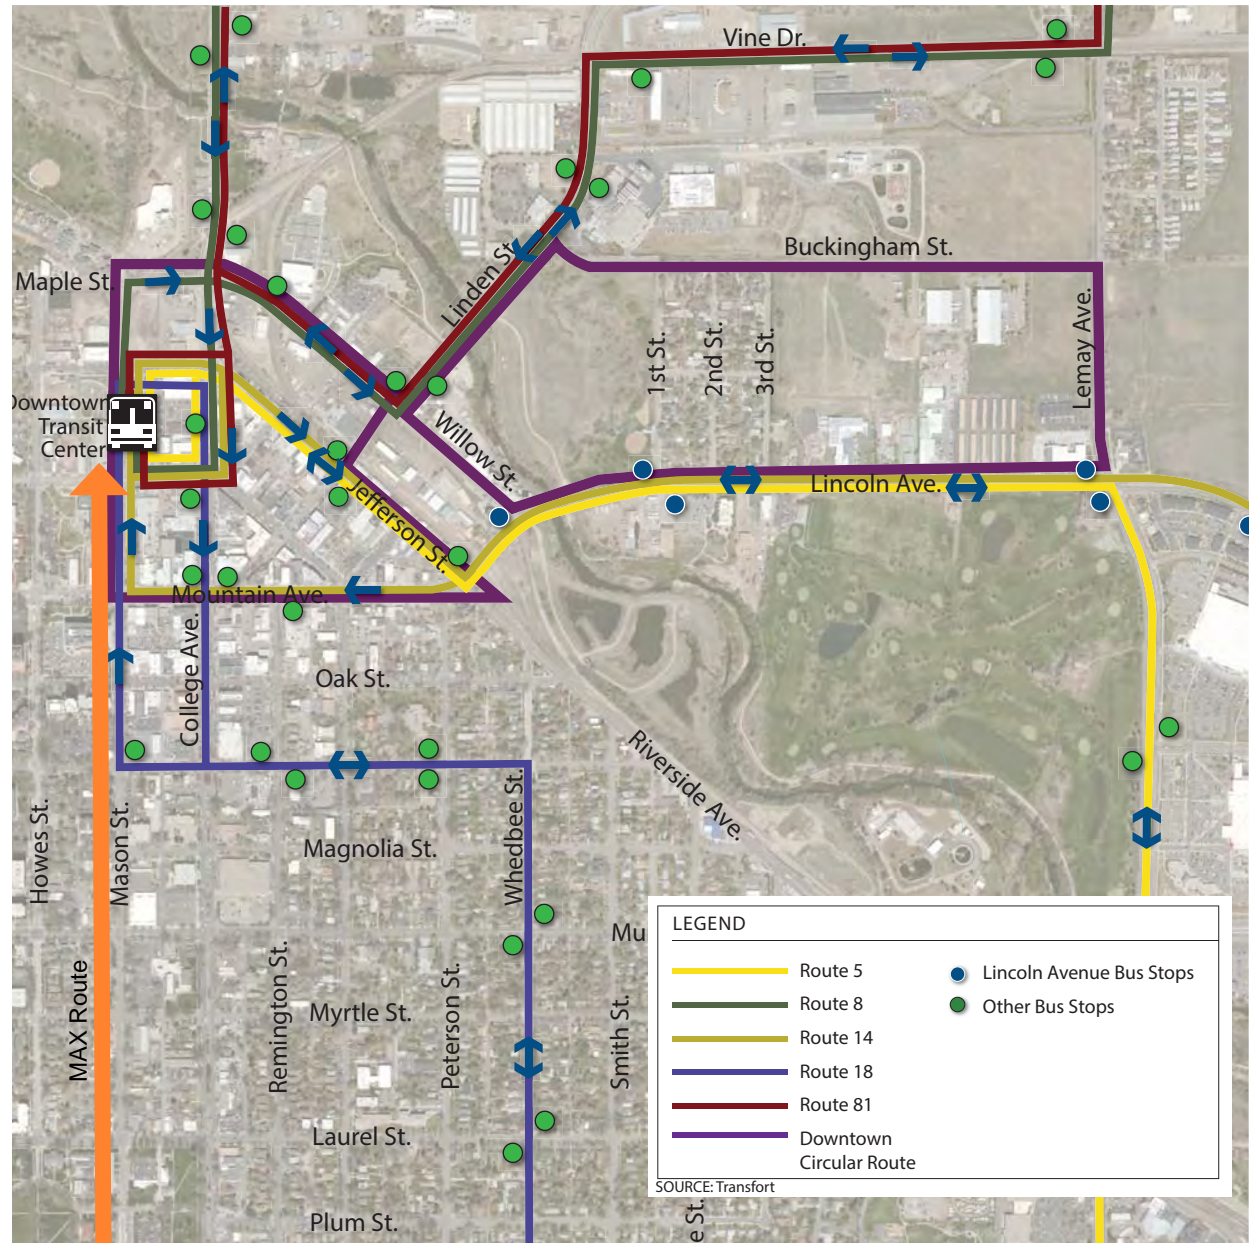 Vine Dr.
Buckingham St.
Maple St.
Linden St.
1st St.
2nd St.
3rd St.
Lemay Ave.
Downtown
Transit
Center
Willow St.
Lincoln Ave.
Jefferson St.
Mountain Ave.
College Ave.
Oak St.
Riverside Ave.
Howes St.
Mason St.
Magnolia St.
Whedbee St.
Mu
MAX Route
Remington St.
Myrtle St.
Peterson St.
Smith St.
Laurel St.
Plum St.
e St.
LEGEND
Route 5
Route 8
Route 14
Route 18
Route 81
Downtown
Circular Route
Lincoln Avenue Bus Stops
Other Bus Stops
SOURCE: Transfort